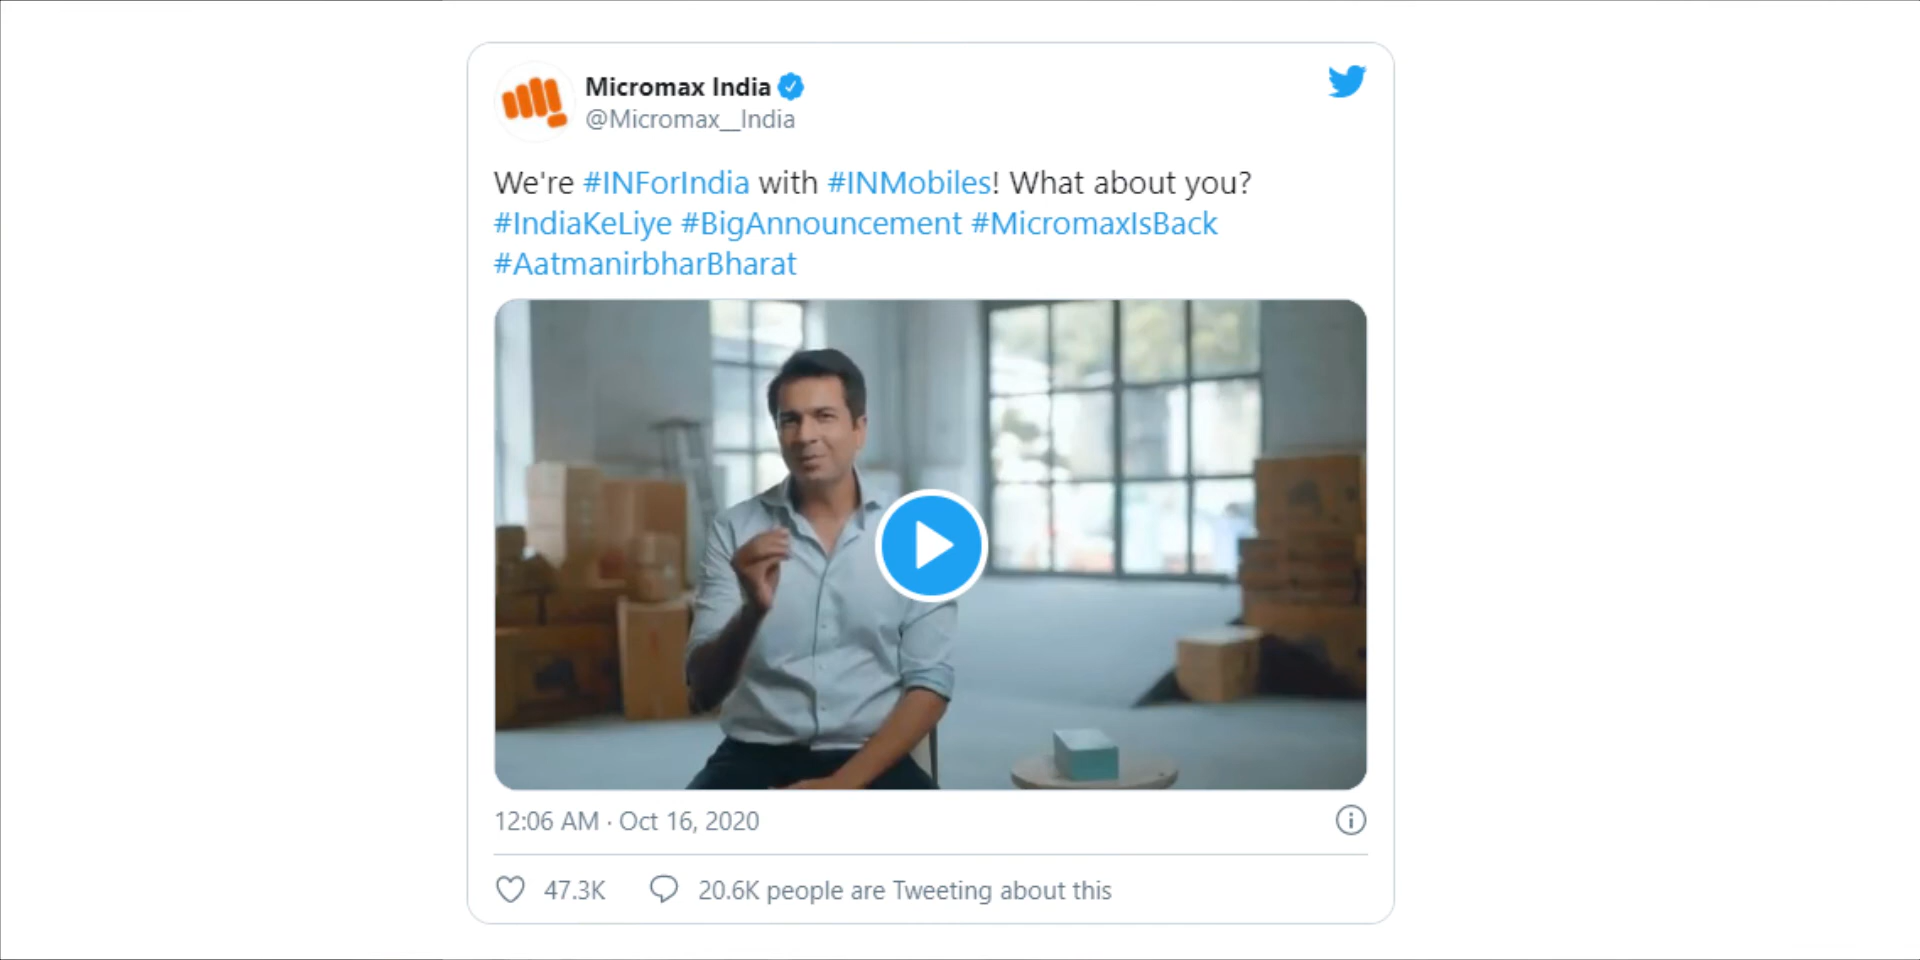 Micromax India
@Micromax__India
We're #INForIndia with #INMobiles! What about you?
#IndiaKeLiye #BigAnnouncement #MicromaxIsBack
#AatmanirbharBharat
12:06 AM · Oct 16, 2020
47.3K 20.6K people are Tweeting about this